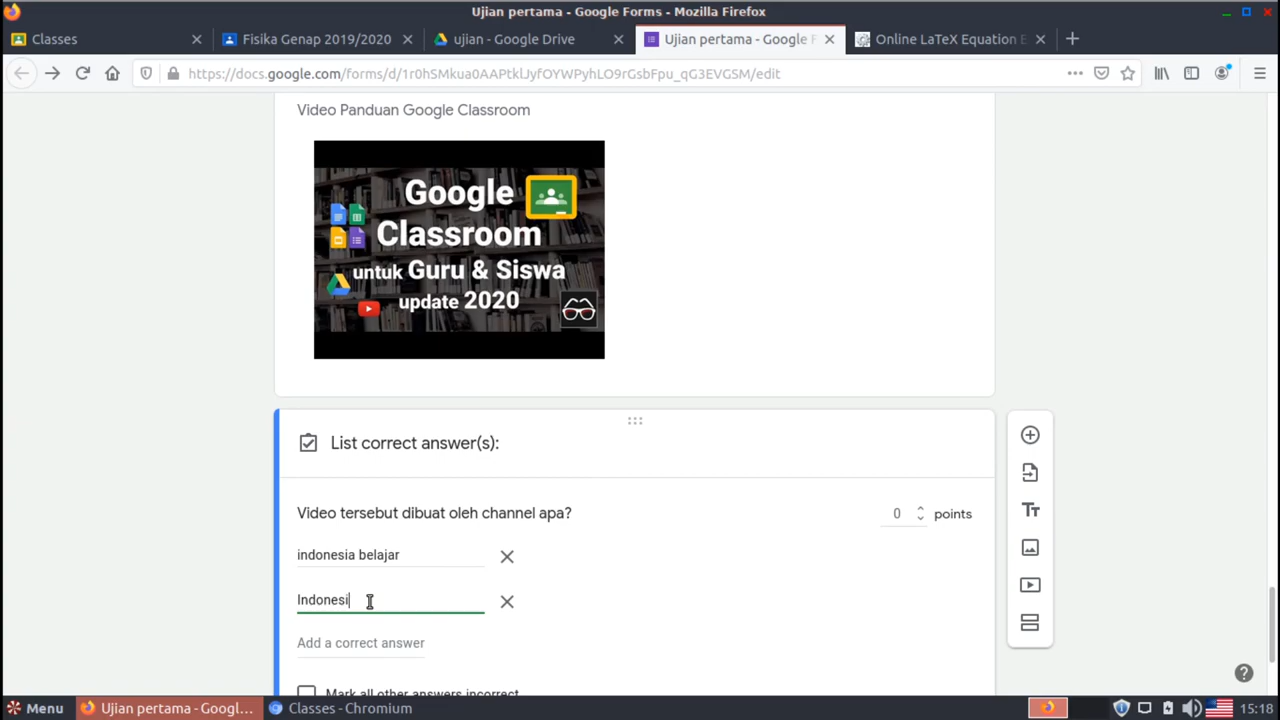 Ujian pertama - Google Forms - Mozilla Firefox
Classes
Fisika Genap 2019/2020
ujian - Google Drive
Ujian pertama - Google F
Online LaTeX Equation E
https://docs.google.com/forms/d/1r0hSMkua0AAPtklJyfOYWPyhLO9rGsbFpu_qG3EVGSM/edit
Video Panduan Google Classroom
Google
Classroom
untuk Guru & Siswa
update 2020
List correct answer(s):
Video tersebut dibuat oleh channel apa?
0 points
indonesia belajar
Indonesi
Add a correct answer
Mark all other answers incorrect
Menu
Ujian pertama - Googl...
Classes - Chromium
15:18